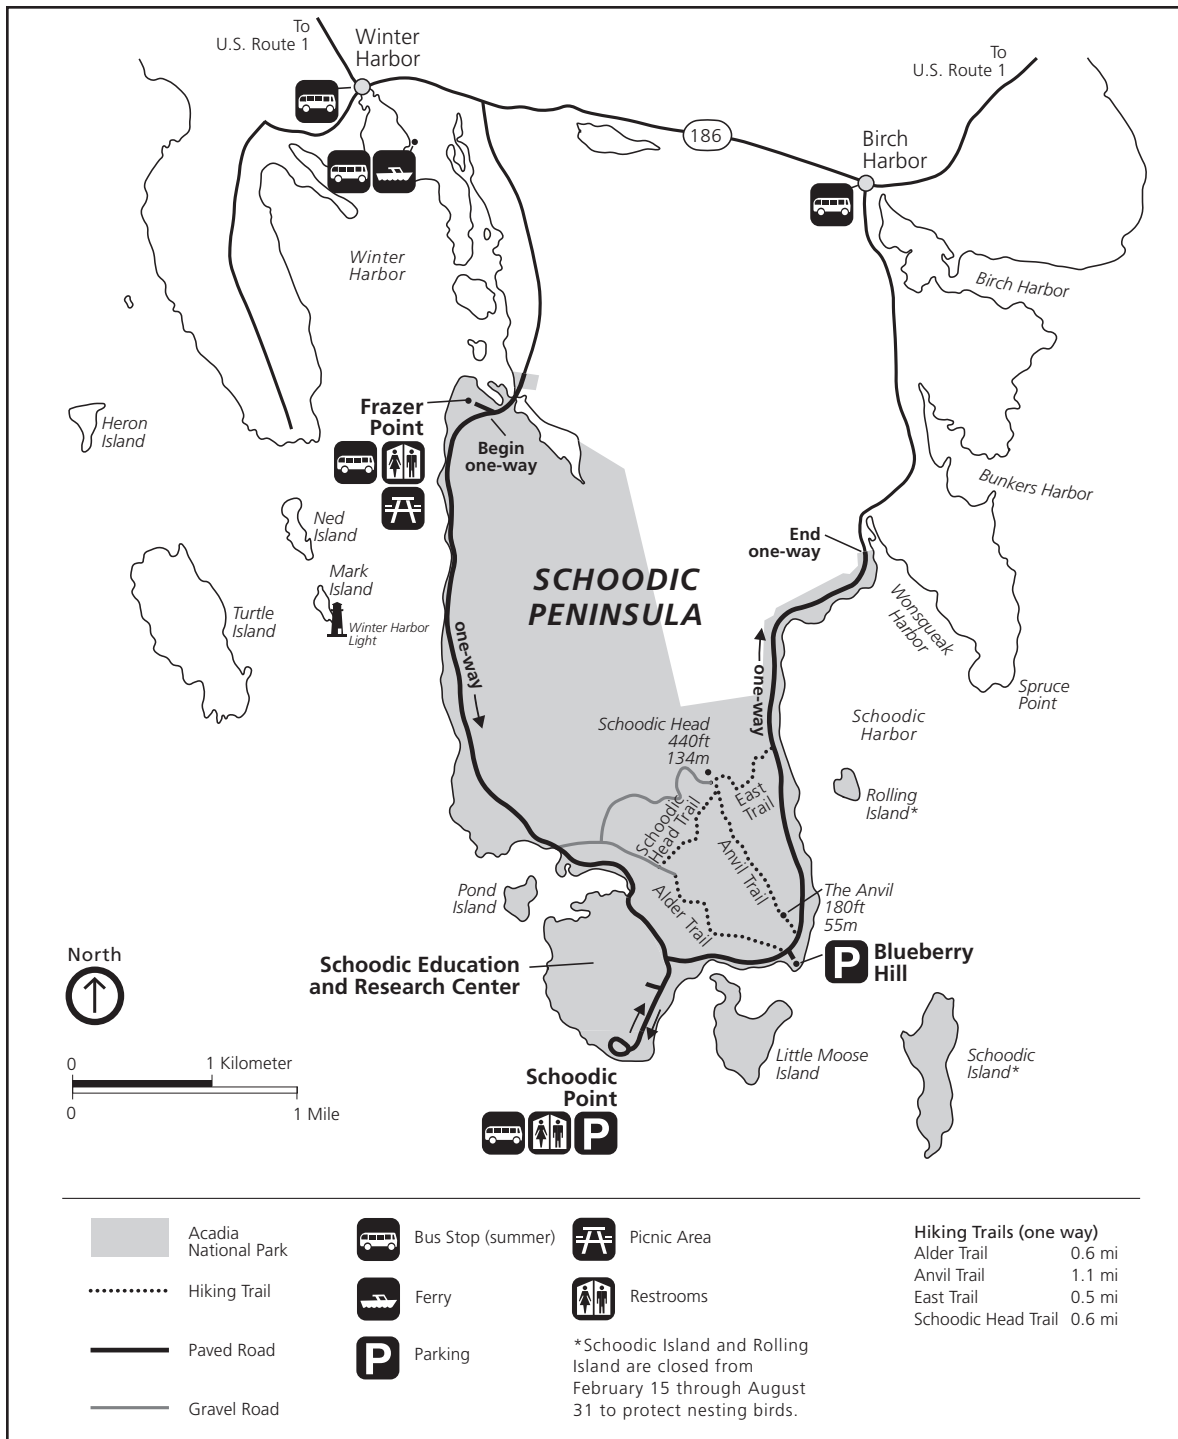 To
U.S. Route 1
Winter
Harbor
To
U.S. Route 1
186
Birch
Harbor
Winter
Harbor
Birch Harbor
Frazer
Point
Begin
one-way
Heron
Island
Bunkers Harbor
Ned
Island
End
one-way
Mark
Island
SCHOODIC
PENINSULA
Turtle
Island
Winter Harbor
Light
Wonsqueak
Harbor
one-way
one-way
Spruce
Point
Schoodic
Harbor
Schoodic Head
440ft
134m
Rolling
Island*
East
Trail
Schoodic
Head Trail
Anvil Trail
Alder Trail
Pond
Island
The Anvil
180ft
55m
North
Schoodic Education
and Research Center
P
Blueberry
Hill
Little Moose
Island
Schoodic
Island*
0
1 Kilometer
0
1 Mile
Schoodic
Point
P
Acadia
National Park
Hiking Trail
Paved Road
Gravel Road
Bus Stop (summer)
Ferry
P
Parking
Picnic Area
Restrooms
*Schoodic Island and Rolling
Island are closed from
February 15 through August
31 to protect nesting birds.
Hiking Trails (one way)
Alder Trail 0.6 mi
Anvil Trail 1.1 mi
East Trail 0.5 mi
Schoodic Head Trail 0.6 mi